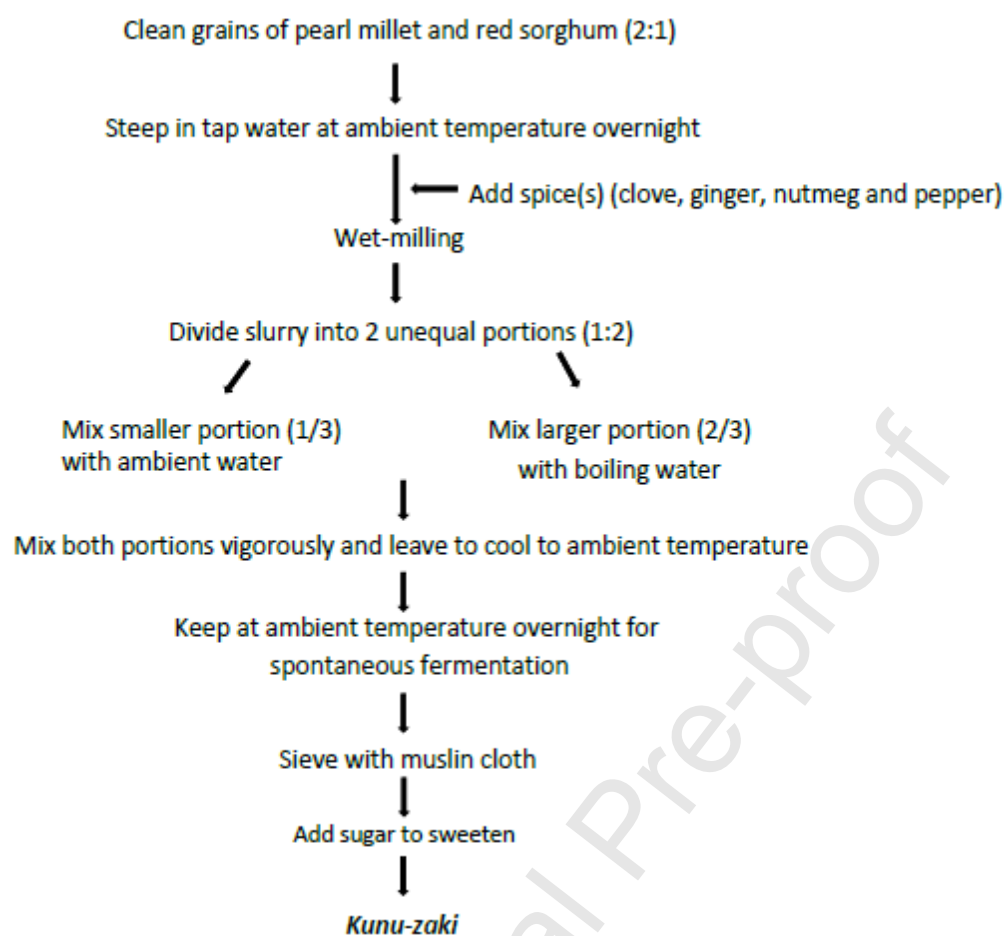 Clean grains of pearl millet and red sorghum (2:1)
Steep in tap water at ambient temperature overnight
Add spice(s) (clove, ginger, nutmeg and pepper)
Wet-milling
Divide slurry into 2 unequal portions (1:2)
Mix smaller portion (1/3)
with ambient water
Mix larger portion (2/3)
with boiling water
Mix both portions vigorously and leave to cool to ambient temperature
Keep at ambient temperature overnight for
spontaneous fermentation
Sieve with muslin cloth
Add sugar to sweeten
Kunu-zaki
al Pre-proof